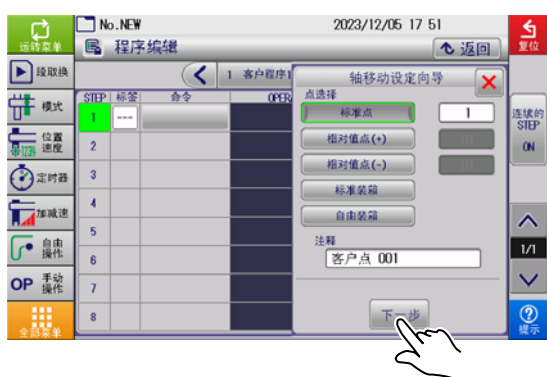 No.NEW
2023/12/05 17 51
运转菜单
程序编辑
返回
复位
段取换
1 客户程序1
模式
位置
速度
定时器
加减速
自由
操作
OP 手动
操作
全部菜单
STEP 标签 命令 OPER
1 ---
2
3
4
5
6
7
8
轴移动设定向导
点选择
标准点 1
相对值点(+)
相对值点(-)
标准装箱
自由装箱
注释
客户点 001
下一步
连续的
STEP
ON
1/1
提示